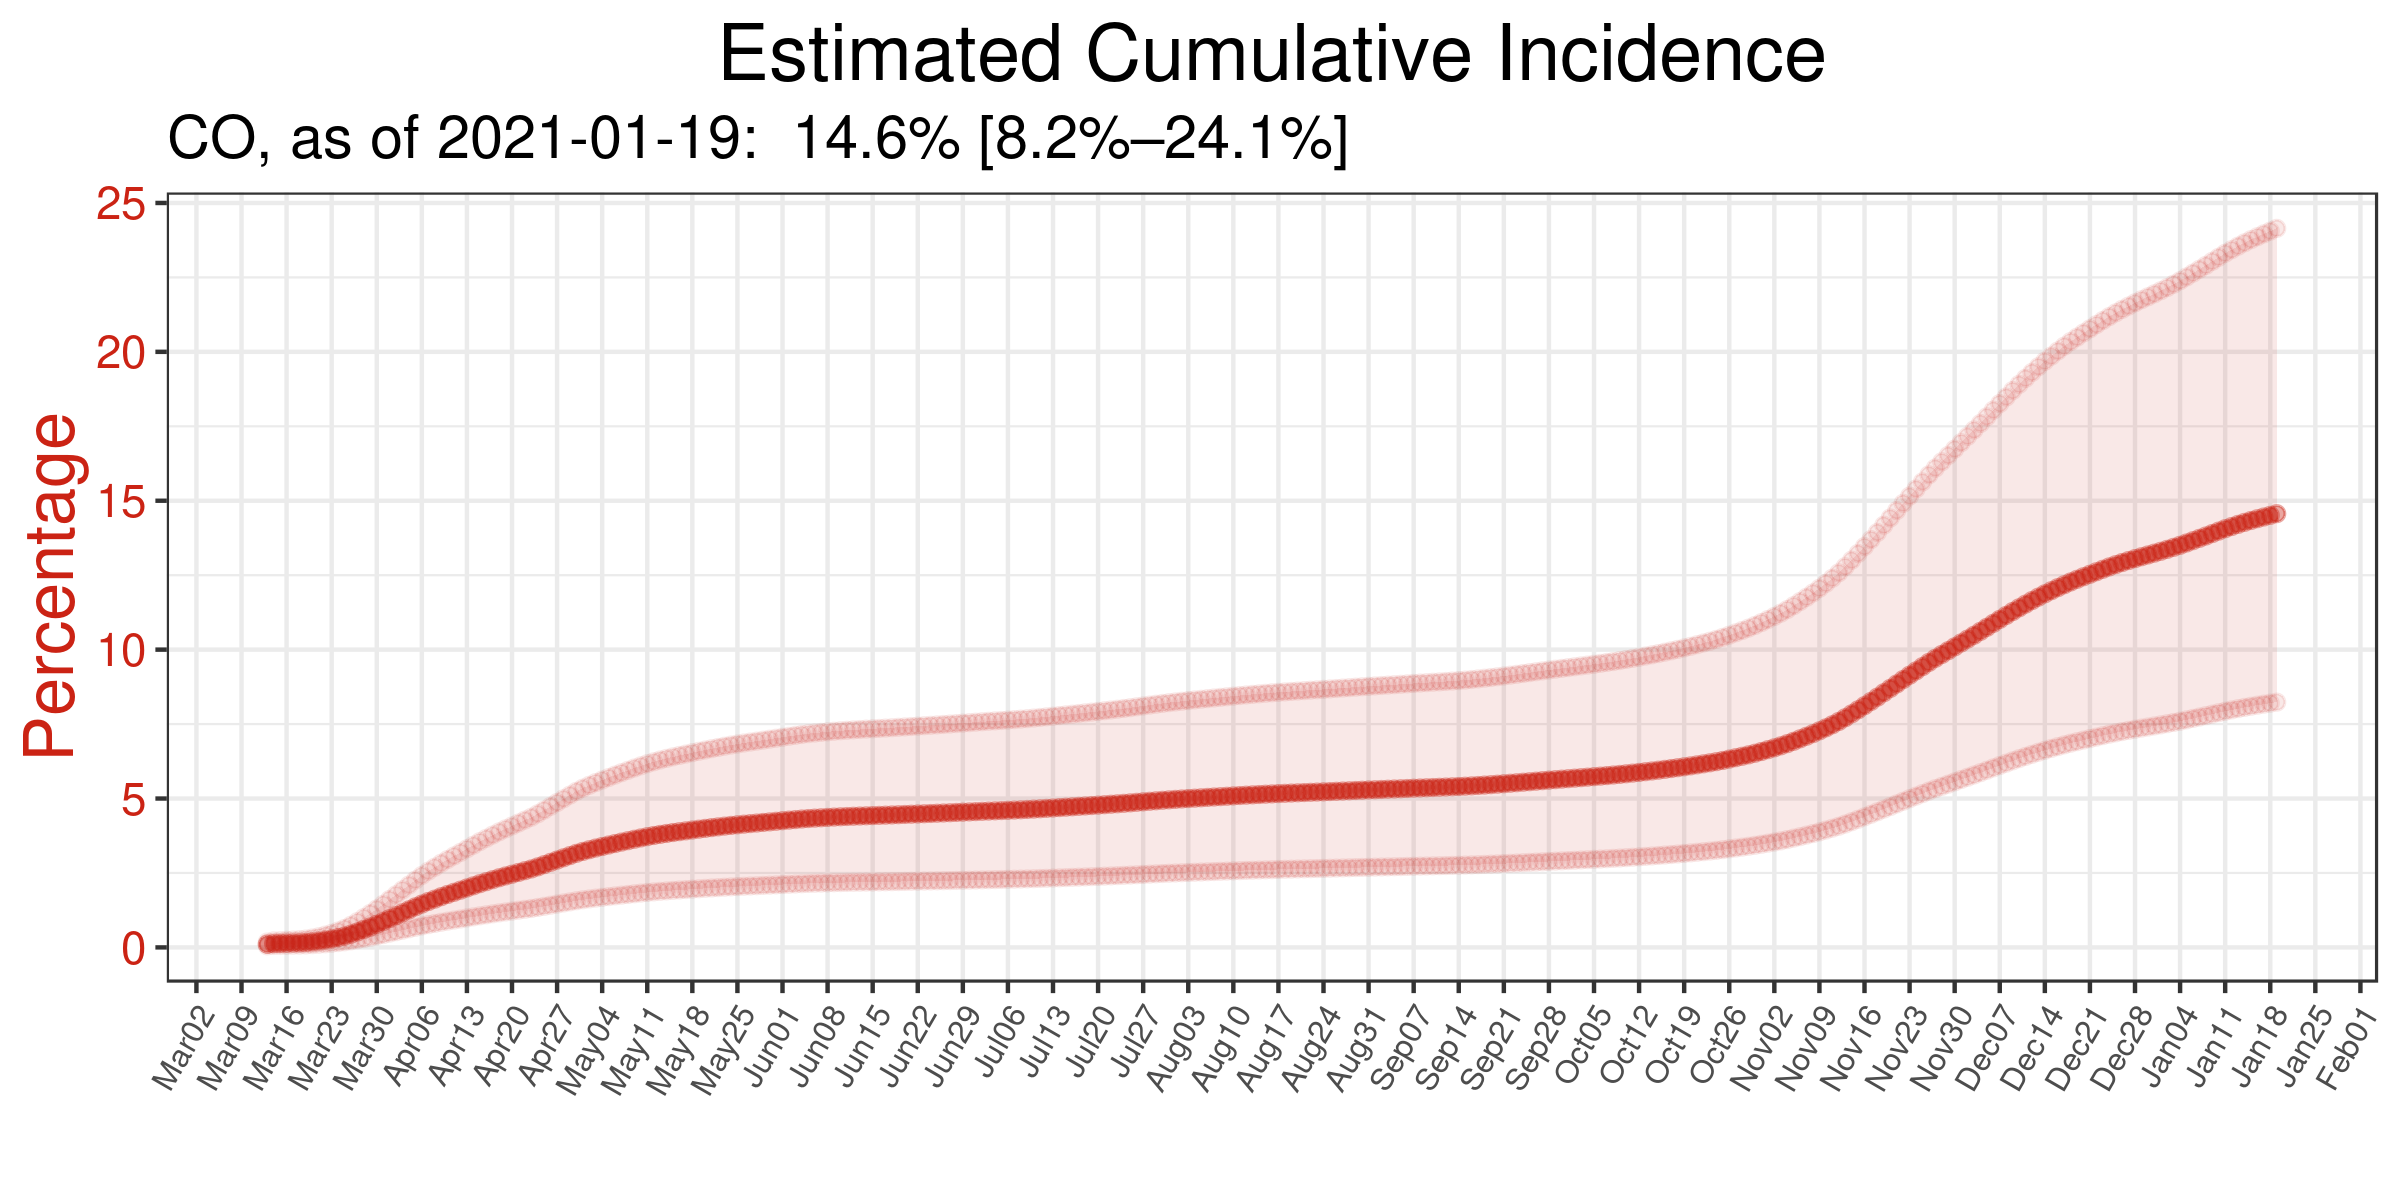 Estimated Cumulative Incidence
CO, as of 2021-01-19:  14.6% [8.2%–24.1%]
Percentage
25
20
15
10
5
0
Mar02 Mar09 Mar16 Mar23 Mar30 Apr06 Apr13 Apr20 Apr27 May04 May11 May18 May25 Jun01 Jun08 Jun15 Jun22 Jun29 Jul06 Jul13 Jul20 Jul27 Aug03 Aug10 Aug17 Aug24 Aug31 Sep07 Sep14 Sep21 Sep28 Oct05 Oct12 Oct19 Oct26 Nov02 Nov09 Nov16 Nov23 Nov30 Dec07 Dec14 Dec21 Dec28 Jan04 Jan11 Jan18 Jan25 Feb01